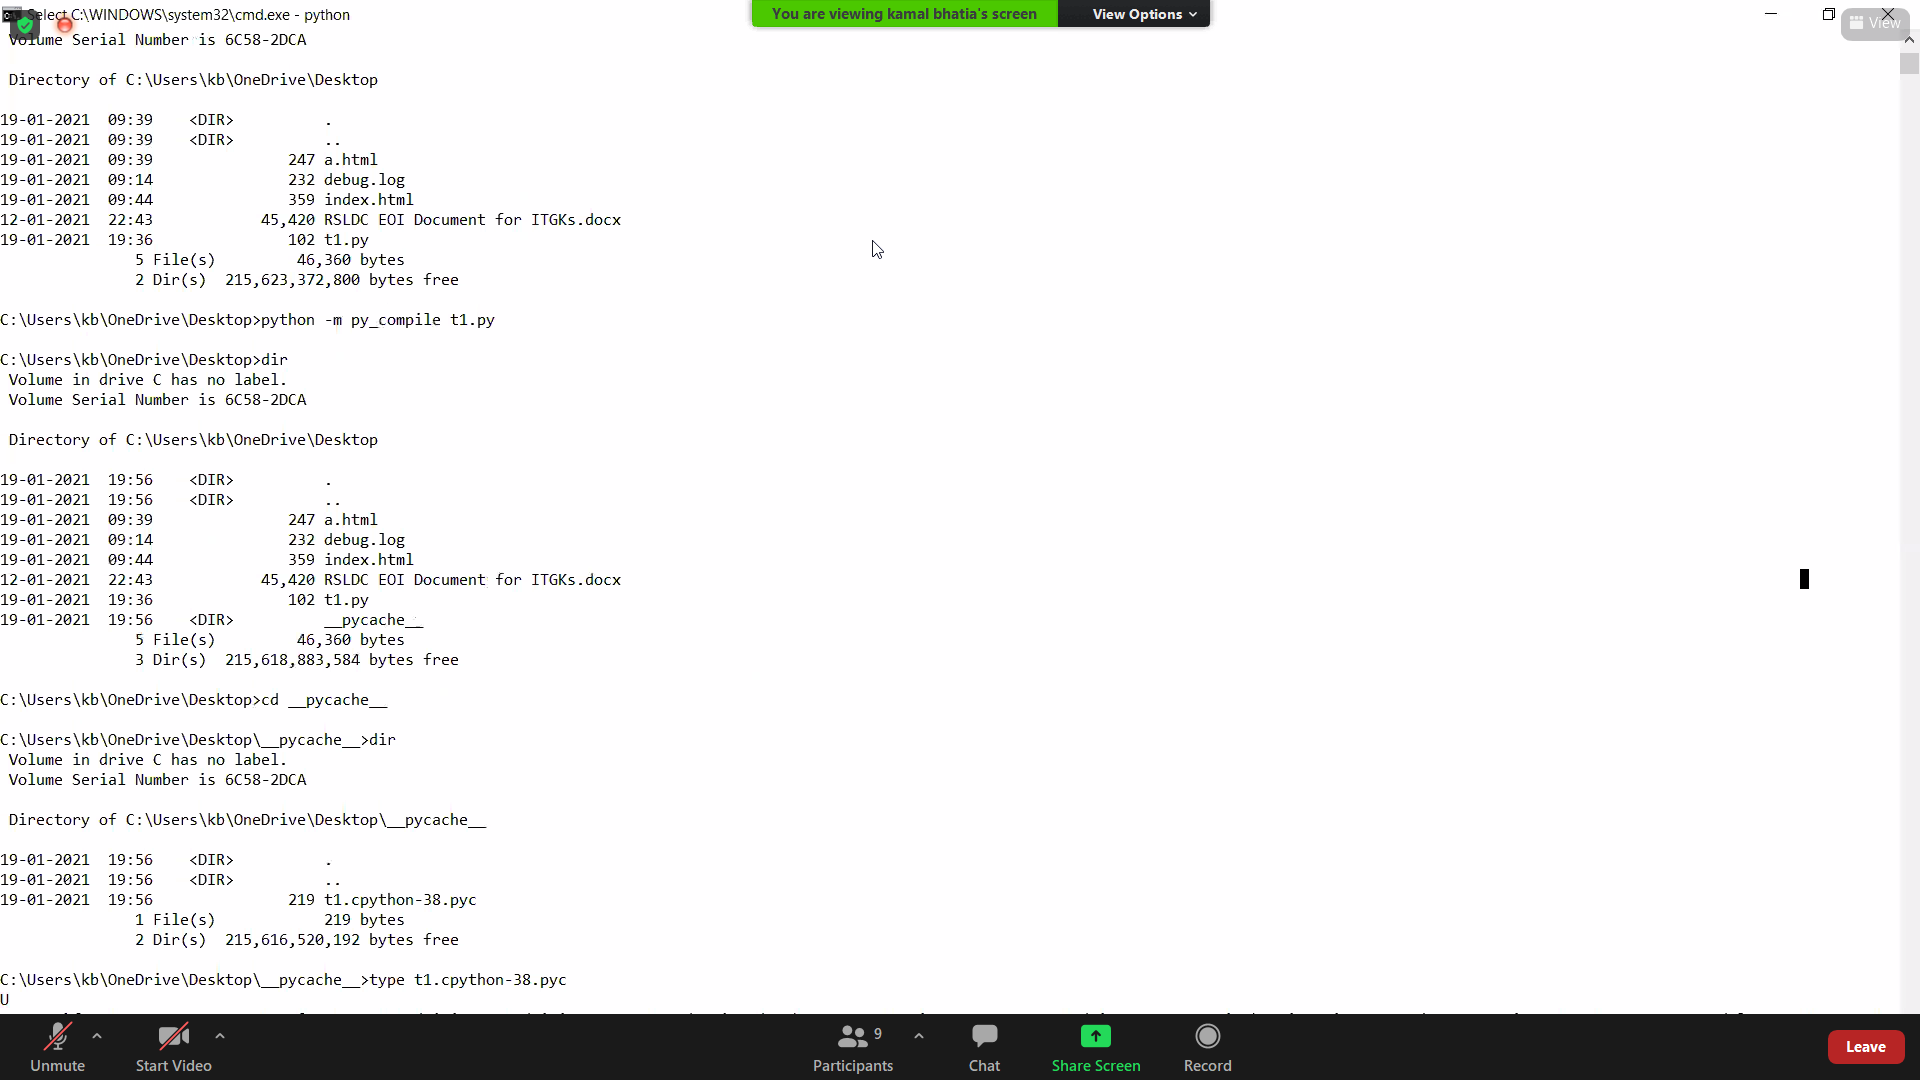 Select C:\WINDOWS\system32\cmd.exe - python
You are viewing kamal bhatia's screen
View Options
View
Volume Serial Number is 6C58-2DCA
Directory of C:\Users\kb\OneDrive\Desktop
19-01-2021  09:39    <DIR>          .
19-01-2021  09:39    <DIR>          ..
19-01-2021  09:39               247 a.html
19-01-2021  09:14               232 debug.log
19-01-2021  09:44               359 index.html
12-01-2021  22:43            45,420 RSLDC EOI Document for ITGKs.docx
19-01-2021  19:36               102 t1.py
5 File(s)         46,360 bytes
2 Dir(s)  215,623,372,800 bytes free
C:\Users\kb\OneDrive\Desktop>python -m py_compile t1.py
C:\Users\kb\OneDrive\Desktop>dir
Volume in drive C has no label.
Volume Serial Number is 6C58-2DCA
Directory of C:\Users\kb\OneDrive\Desktop
19-01-2021  19:56    <DIR>          .
19-01-2021  19:56    <DIR>          ..
19-01-2021  09:39               247 a.html
19-01-2021  09:14               232 debug.log
19-01-2021  09:44               359 index.html
12-01-2021  22:43            45,420 RSLDC EOI Document for ITGKs.docx
19-01-2021  19:36               102 t1.py
19-01-2021  19:56    <DIR>          __pycache__
5 File(s)         46,360 bytes
3 Dir(s)  215,618,883,584 bytes free
C:\Users\kb\OneDrive\Desktop>cd __pycache__
C:\Users\kb\OneDrive\Desktop\__pycache__>dir
Volume in drive C has no label.
Volume Serial Number is 6C58-2DCA
Directory of C:\Users\kb\OneDrive\Desktop\__pycache__
19-01-2021  19:56    <DIR>          .
19-01-2021  19:56    <DIR>          ..
19-01-2021  19:56               219 t1.cpython-38.pyc
1 File(s)            219 bytes
2 Dir(s)  215,616,520,192 bytes free
C:\Users\kb\OneDrive\Desktop\__pycache__>type t1.cpython-38.pyc
U
Unmute
Start Video
Participants
9
Chat
Share Screen
Record
Leave